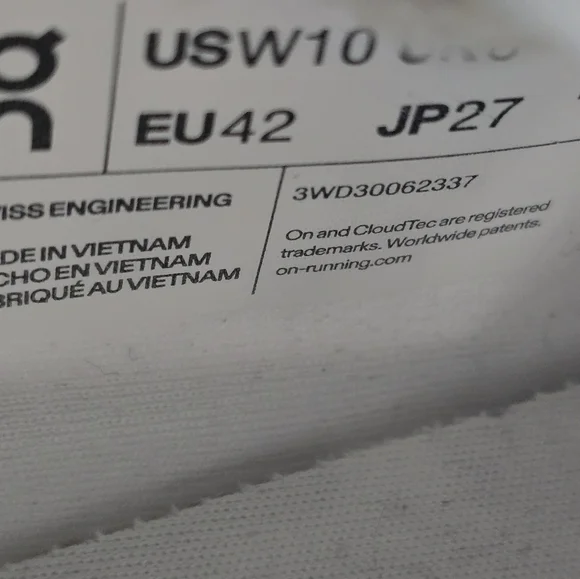 On
USW10
EU42 JP27
ISS ENGINEERING
3WD30062337
DE IN VIETNAM
CHO EN VIETNAM
BRIQUÉ AU VIETNAM
On and CloudTec are registered
trademarks. Worldwide patents.
on-running.com